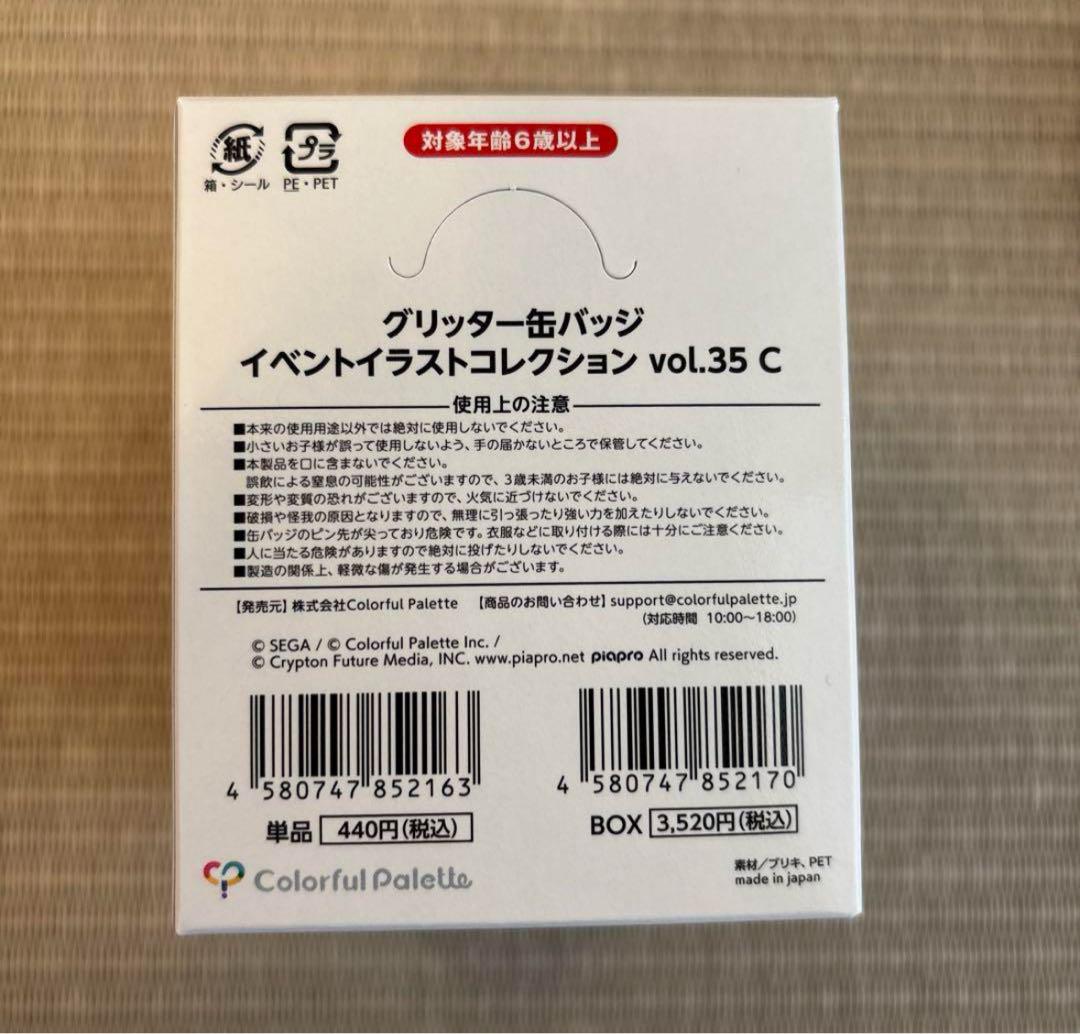 紙
プラ
対象年齢6歳以上
箱・シール
PE・PET
グリッター缶バッジ
イベントイラストコレクション vol.35 C
使用上の注意
■本来の使用用途以外では絶対に使用しないでください。
■小さいお子様が誤って使用しないよう、手の届かないところで保管してください。
■本製品を口に含まないでください。
誤飲による窒息の可能性がございますので、3歳未満のお子様には絶対に与えないでください。
■変形や変質の恐れがございますので、火気に近づけないでください。
■破損や怪我の原因となりますので、無理に引っ張ったり強い力を加えたりしないでください。
■缶バッジのピン先が尖っており危険です。衣服などに取り付ける際には十分にご注意ください。
■人に当たる危険がありますので絶対に投げたりしないでください。
■製造の関係上、軽微な傷が発生する場合がございます。
【発売元】株式会社Colorful Palette 【商品のお問い合わせ】support@colorfulpalette.jp
(対応時間 10:00～18:00)
© SEGA / © Colorful Palette Inc. /
© Crypton Future Media, INC. www.piapro.net piapro All rights reserved.
4 580747 852163
4 580747 852170
単品 440円(税込)
BOX 3,520円(税込)
Colorful Palette
素材/ブリキ、PET
made in japan